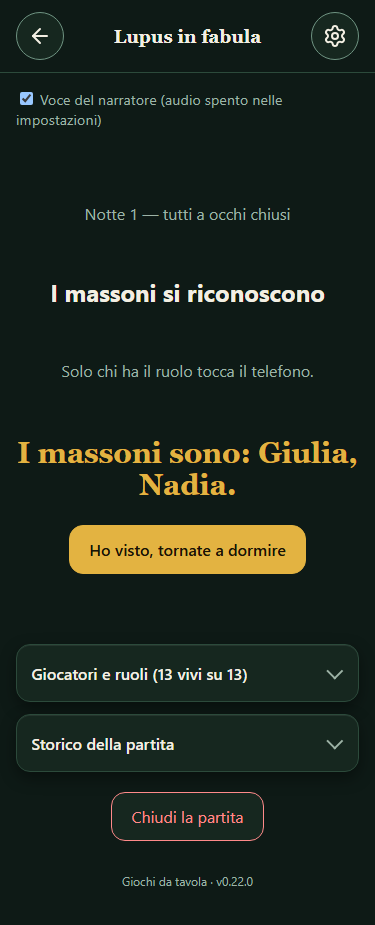 Lupus in fabula
Voce del narratore (audio spento nelle
impostazioni)
Notte 1 — tutti a occhi chiusi
I massoni si riconoscono
Solo chi ha il ruolo tocca il telefono.
I massoni sono: Giulia,
Nadia.
Ho visto, tornate a dormire
Giocatori e ruoli (13 vivi su 13)
Storico della partita
Chiudi la partita
Giochi da tavola · v0.22.0